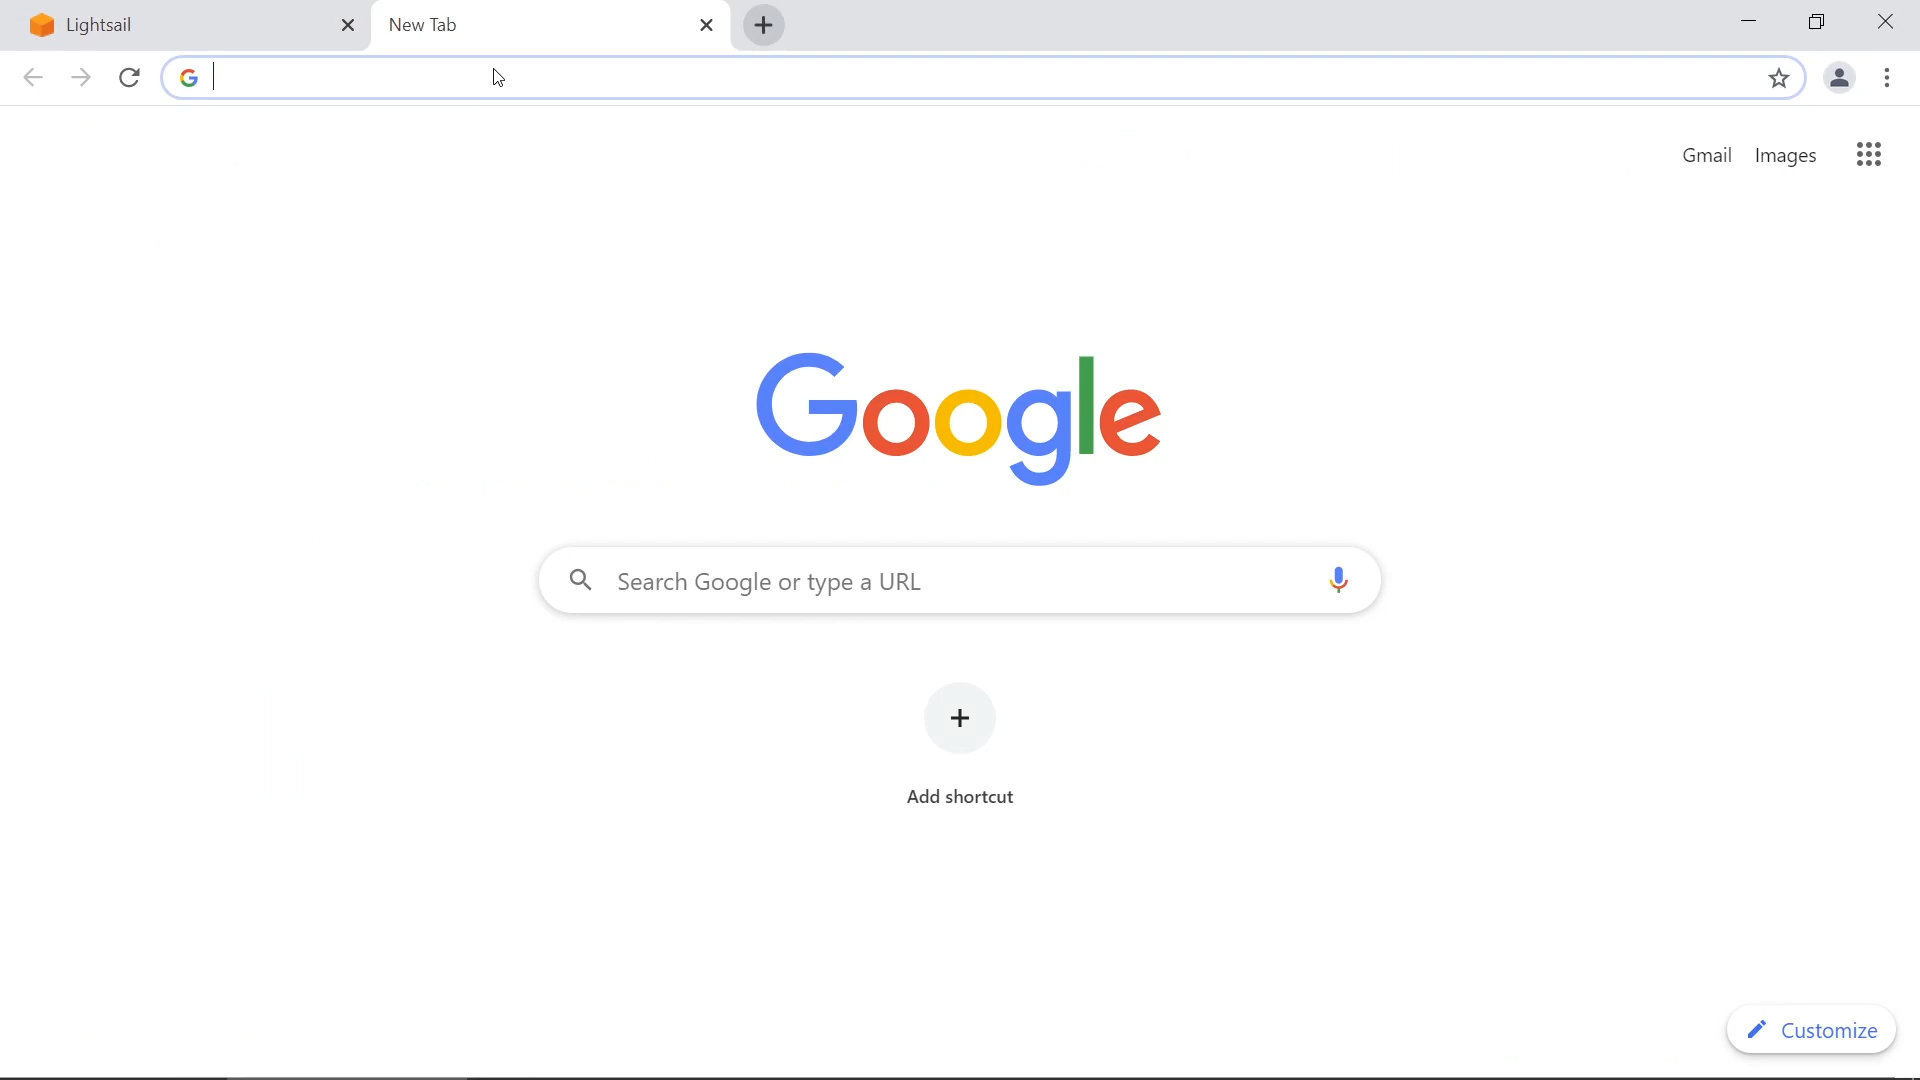 Lightsail
New Tab
Gmail Images
Google
Search Google or type a URL
Add shortcut
Customize